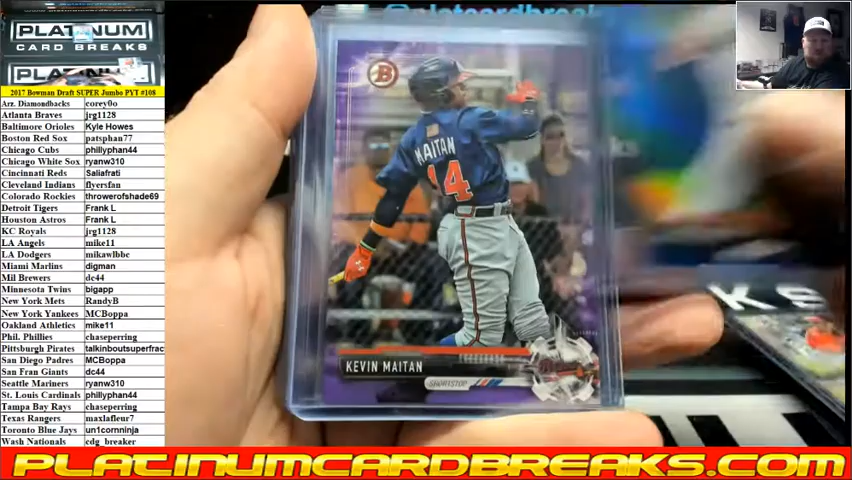 PLATINUM
CARD BREAKS
PLATINUM
2017 Bowman Draft SUPER Jumbo PYT #108
Arz. Diamondbacks corey0o
Atlanta Braves jrg1128
Baltimore Orioles Kyle Howes
Boston Red Sox patsphan77
Chicago Cubs phillyphan44
Chicago White Sox ryanw310
Cincinnati Reds Saliafrati
Cleveland Indians flyersfan
Colorado Rockies throwerofshade69
Detroit Tigers Frank L
Houston Astros Frank L
KC Royals jrg1128
LA Angels mike11
LA Dodgers mikawlbbc
Miami Marlins digman
Mil Brewers dc44
Minnesota Twins bigapp
New York Mets RandyB
New York Yankees MCBoppa
Oakland Athletics mike11
Phil. Phillies chaseperring
Pittsburgh Pirates talkinboutsuperfrac
San Diego Padres MCBoppa
San Fran Giants dc44
Seattle Mariners ryanw310
St. Louis Cardinals phillyphan44
Tampa Bay Rays chaseperring
Texas Rangers maxlafleur7
Toronto Blue Jays un1cornninja
Wash Nationals cdg_breaker
@platcardbreak
B
MAITAN
14
KEVIN MAITAN
SHORTSTOP
KS
PLATINUMCARDBREAKS.COM